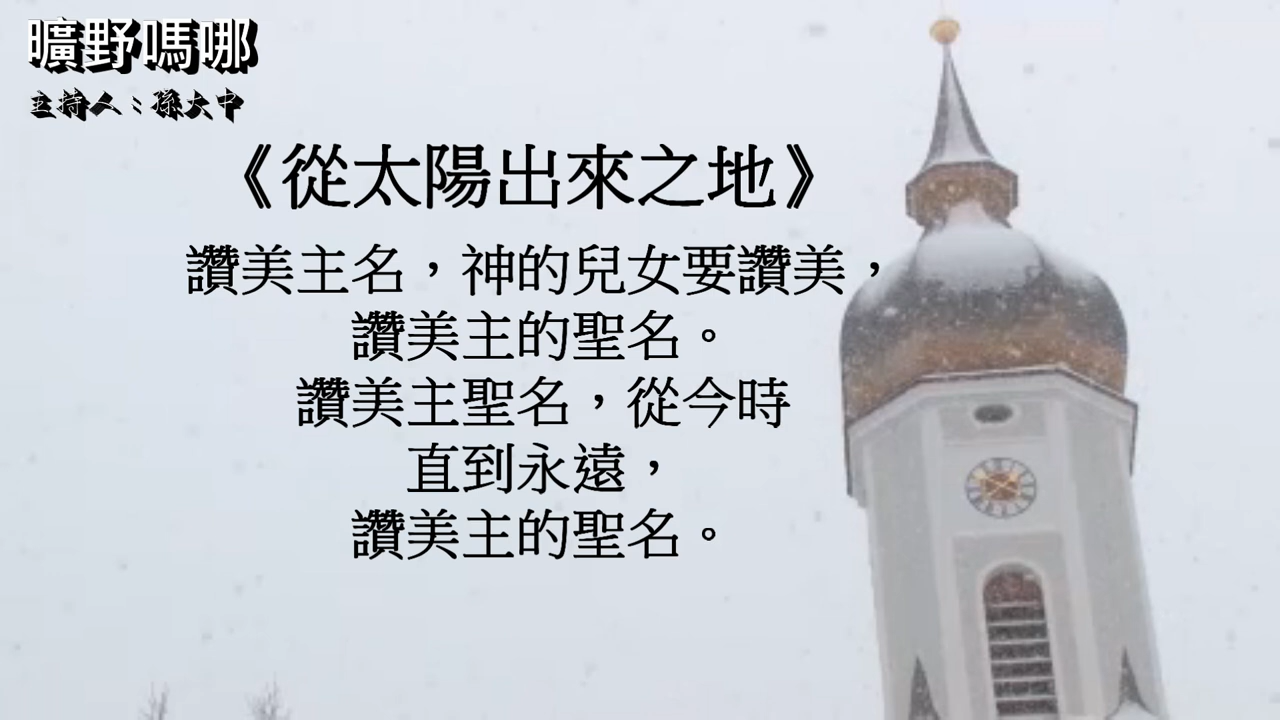 曠野嗎哪
主持人：孫大中
《從太陽出來之地》
讚美主名，神的兒女要讚美，
讚美主的聖名。
讚美主聖名，從今時
直到永遠，
讚美主的聖名。